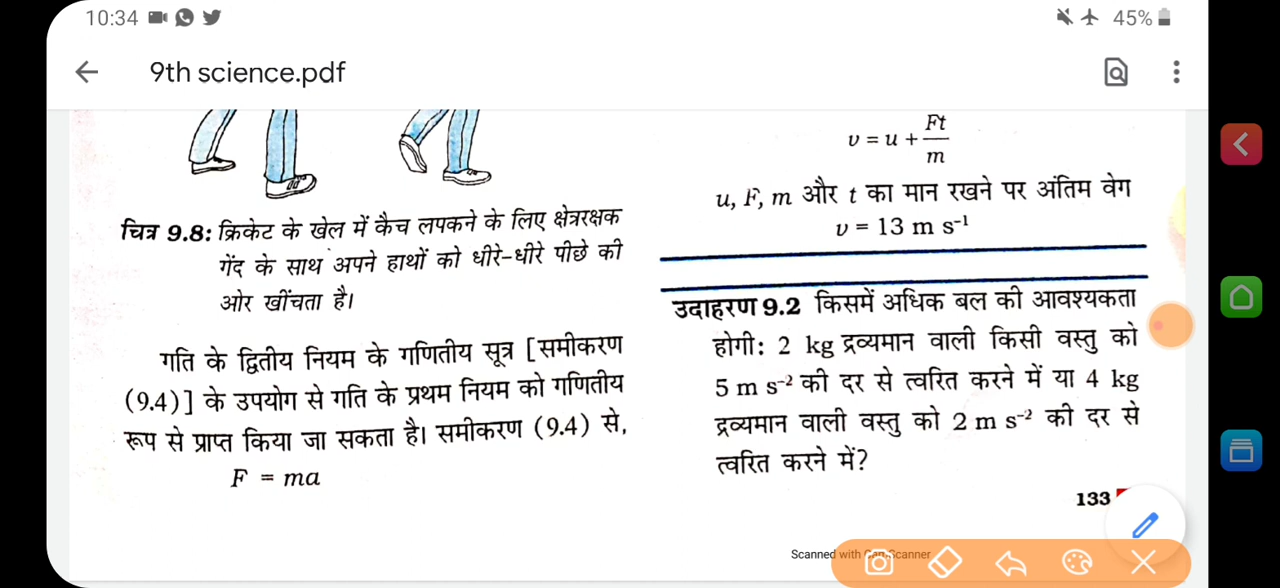 10:34
45%
9th science.pdf
चित्र 9.8: क्रिकेट के खेल में कैच लपकने के लिए क्षेत्ररक्षक
गेंद के साथ अपने हाथों को धीरे-धीरे पीछे की
ओर खींचता है।
गति के द्वितीय नियम के गणितीय सूत्र [समीकरण
(9.4)] के उपयोग से गति के प्रथम नियम को गणितीय
रूप से प्राप्त किया जा सकता है। समीकरण (9.4) से,
F = ma
v = u + Ft/m
u, F, m और t का मान रखने पर अंतिम वेग
v = 13 m s⁻¹
उदाहरण 9.2 किसमें अधिक बल की आवश्यकता
होगी: 2 kg द्रव्यमान वाली किसी वस्तु को
5 m s⁻² की दर से त्वरित करने में या 4 kg
द्रव्यमान वाली वस्तु को 2 m s⁻² की दर से
त्वरित करने में?
133
Scanned with CamScanner